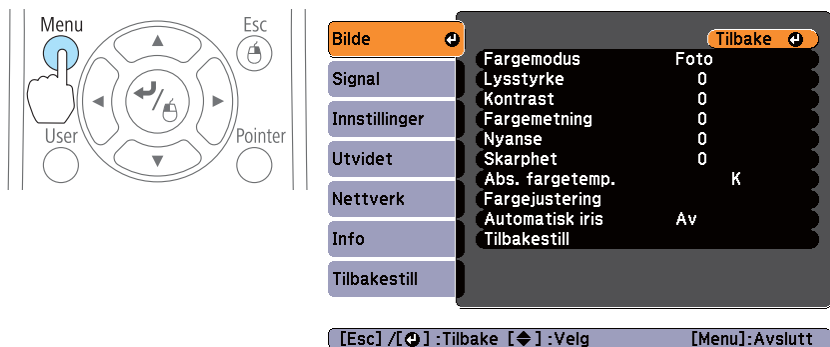 Menu
Esc
User
Pointer
Bilde
Signal
Innstillinger
Utvidet
Nettverk
Info
Tilbakestill
Tilbake
Fargemodus Foto
Lysstyrke 0
Kontrast 0
Fargemetning 0
Nyanse 0
Skarphet 0
Abs. fargetemp. K
Fargejustering
Automatisk iris Av
Tilbakestill
[Esc] /[⏎] :Tilbake [◆] :Velg [Menu]:Avslutt